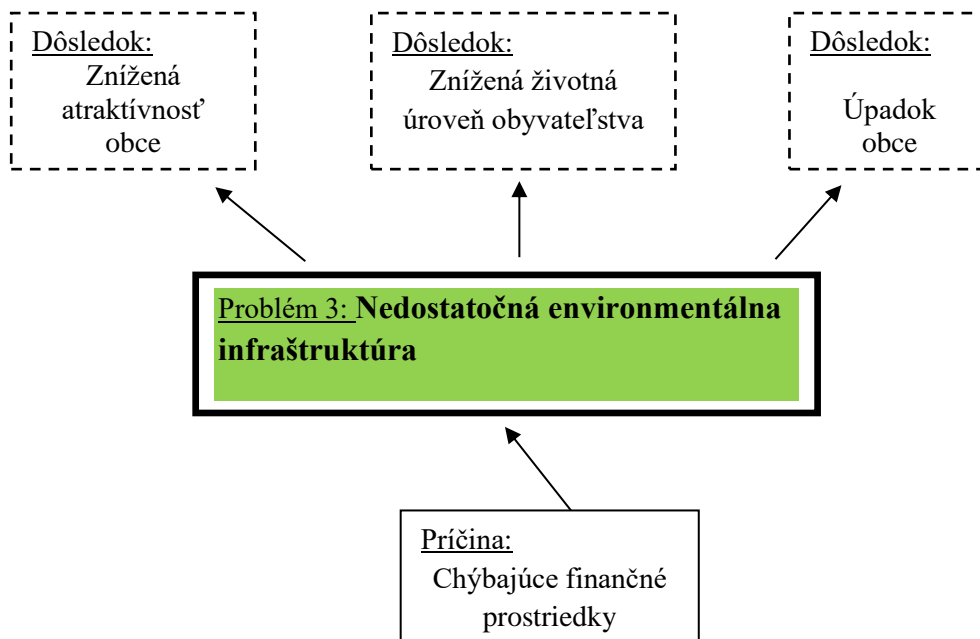 Dôsledok:
Znížená
atraktívnosť
obce
Dôsledok:
Znížená životná
úroveň obyvateľstva
Dôsledok:
Úpadok
obce
Problém 3: Nedostatočná environmentálna
infraštruktúra
Príčina:
Chýbajúce finančné
prostriedky